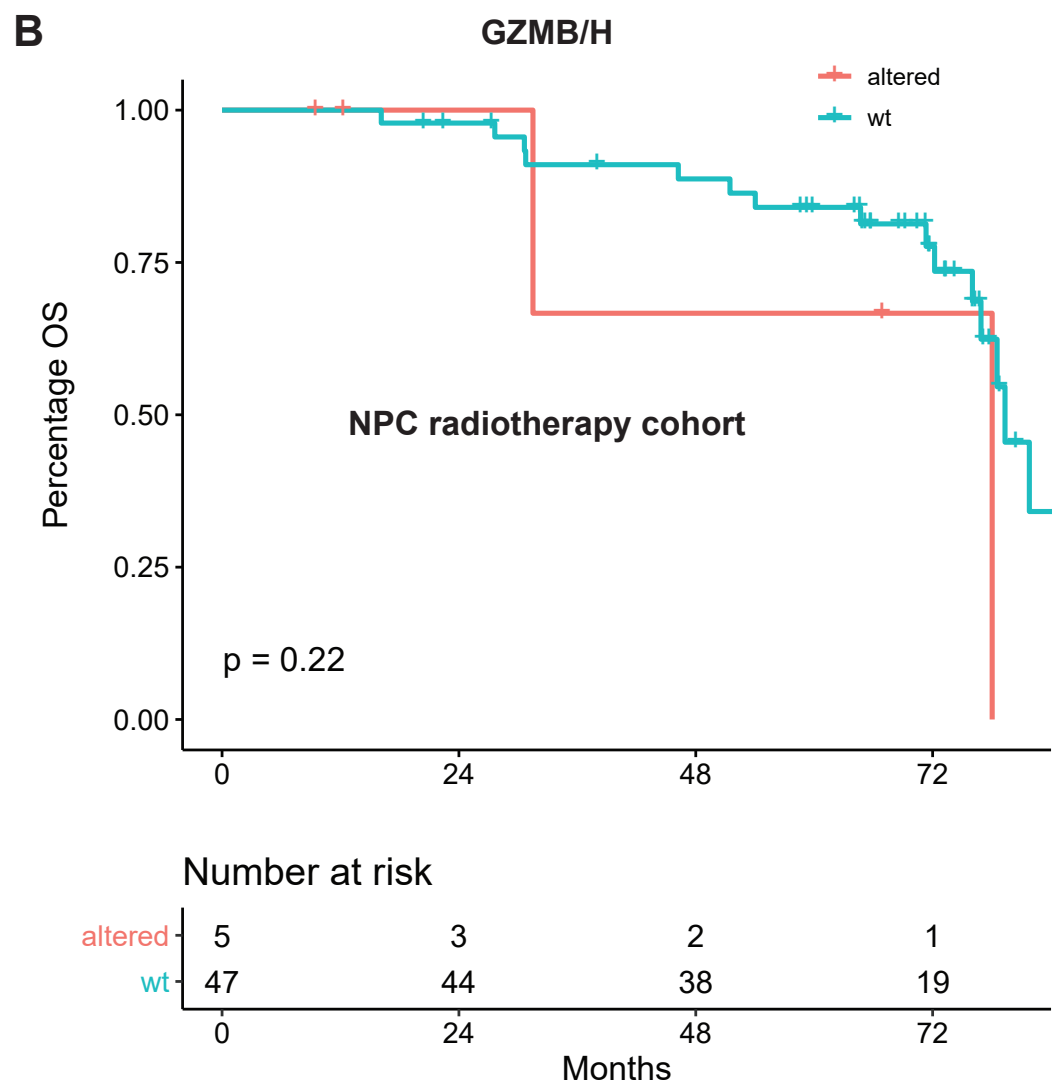 B
GZMB/H
altered
wt
1.00
0.75
0.50
0.25
0.00
Percentage OS
NPC radiotherapy cohort
p = 0.22
0 24 48 72
Number at risk
altered 5 3 2 1
wt 47 44 38 19
0 24 48 72
Months